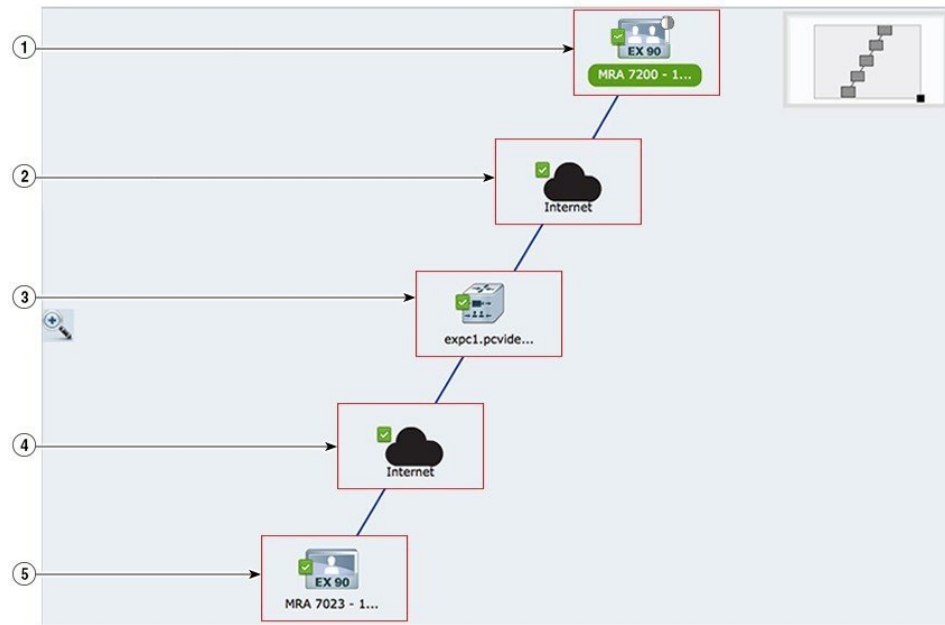 1
EX 90
MRA 7200 - 1...
2
Internet
3
expc1.pcvide...
4
Internet
5
EX 90
MRA 7023 - 1...